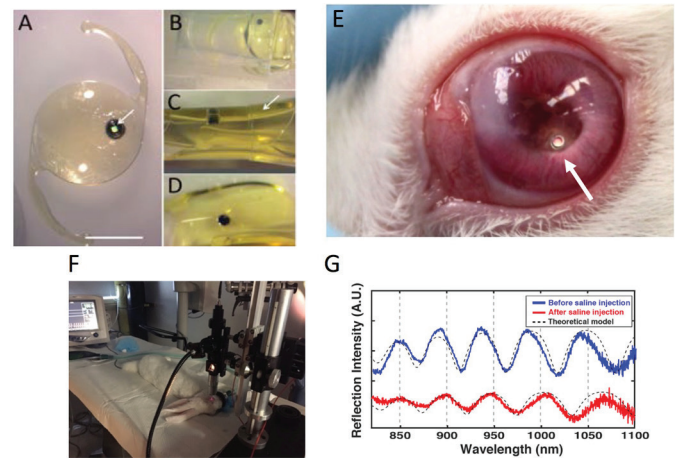 A
B
C
D
E
F
G
Before saline injection
After saline injection
Theoretical model
Reflection Intensity (A.U.)
850
900
950
1000
1050
1100
Wavelength (nm)